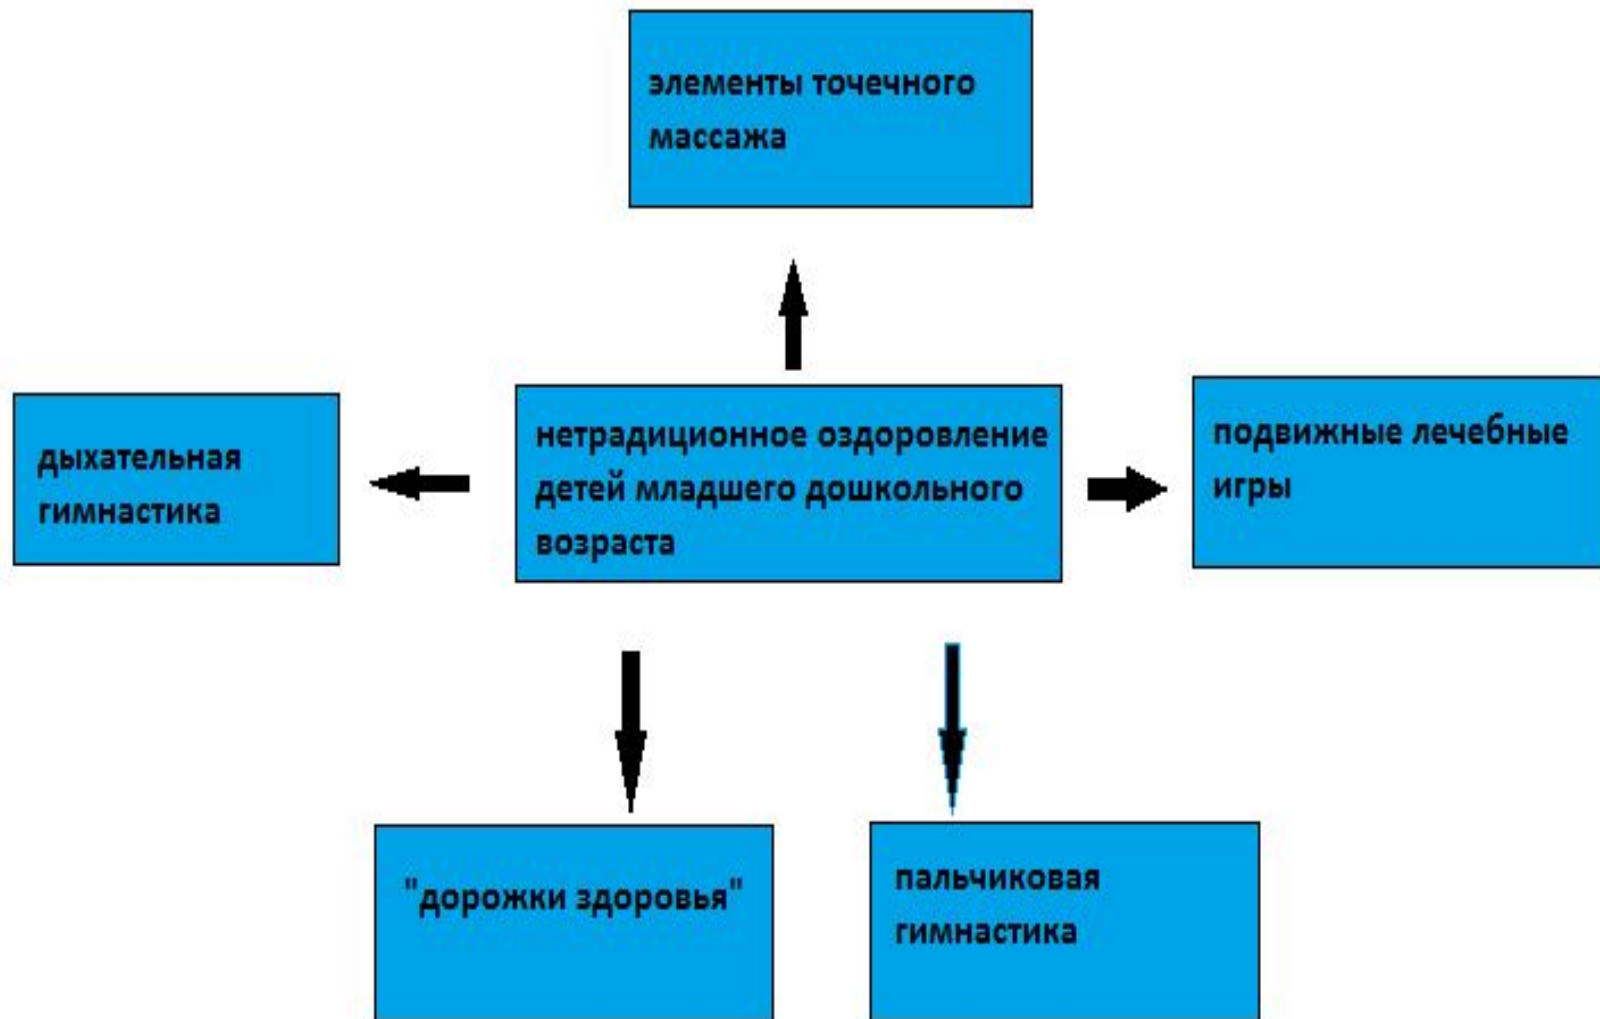 элементы точечного
массажа
дыхательная
гимнастика
нетрадиционное оздоровление
детей младшего дошкольного
возраста
подвижные лечебные
игры
"дорожки здоровья"
пальчиковая
гимнастика